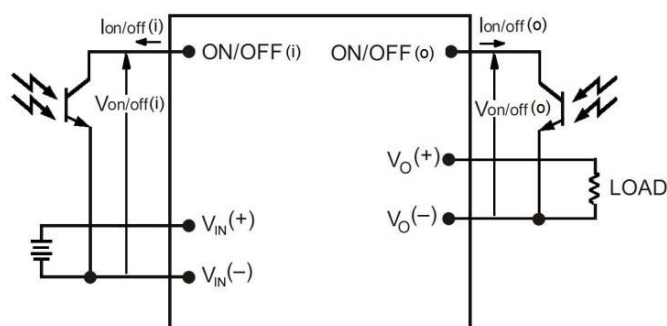 Ion/off(i)
Ion/off(o)
ON/OFF(i)
ON/OFF(o)
Von/off(i)
Von/off(o)
VO(+)
LOAD
VIN(+)
VO(−)
VIN(−)